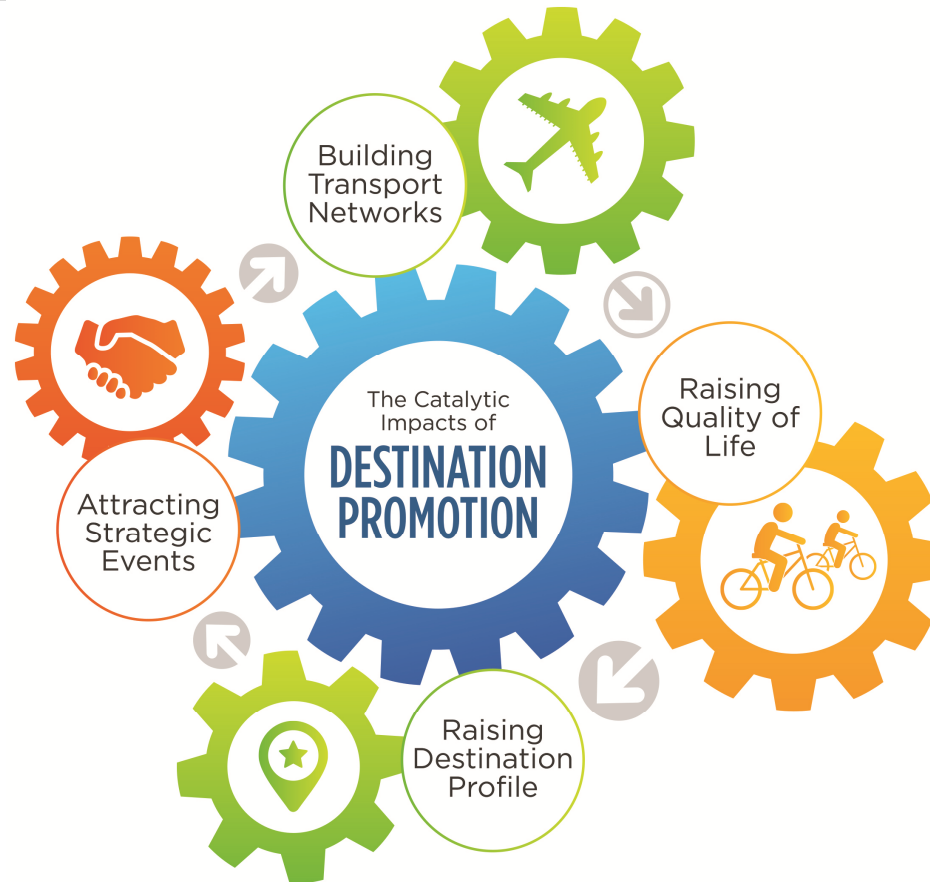 Building
Transport
Networks
The Catalytic
Impacts of
DESTINATION
PROMOTION
Raising
Quality of
Life
Attracting
Strategic
Events
Raising
Destination
Profile